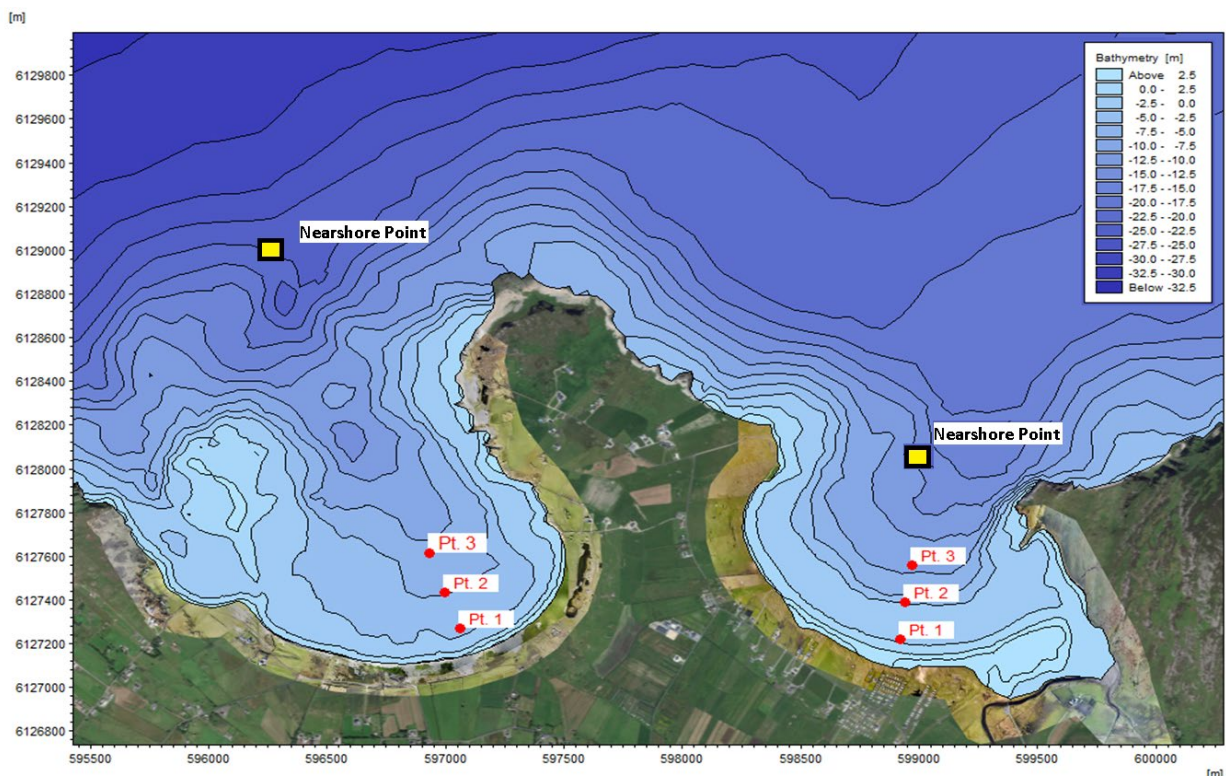 [m]
6129800
6129600
6129400
6129200
6129000
6128800
6128600
6128400
6128200
6128000
6127800
6127600
6127400
6127200
6127000
6126800
Bathymetry [m]
Above 2.5
0.0 - 2.5
-2.5 - 0.0
-5.0 - -2.5
-7.5 - -5.0
-10.0 - -7.5
-12.5 - -10.0
-15.0 - -12.5
-17.5 - -15.0
-20.0 - -17.5
-22.5 - -20.0
-25.0 - -22.5
-27.5 - -25.0
-30.0 - -27.5
-32.5 - -30.0
Below -32.5
Nearshore Point
Nearshore Point
Pt. 3
Pt. 2
Pt. 1
Pt. 3
Pt. 2
Pt. 1
595500 596000 596500 597000 597500 598000 598500 599000 599500 600000
[m]